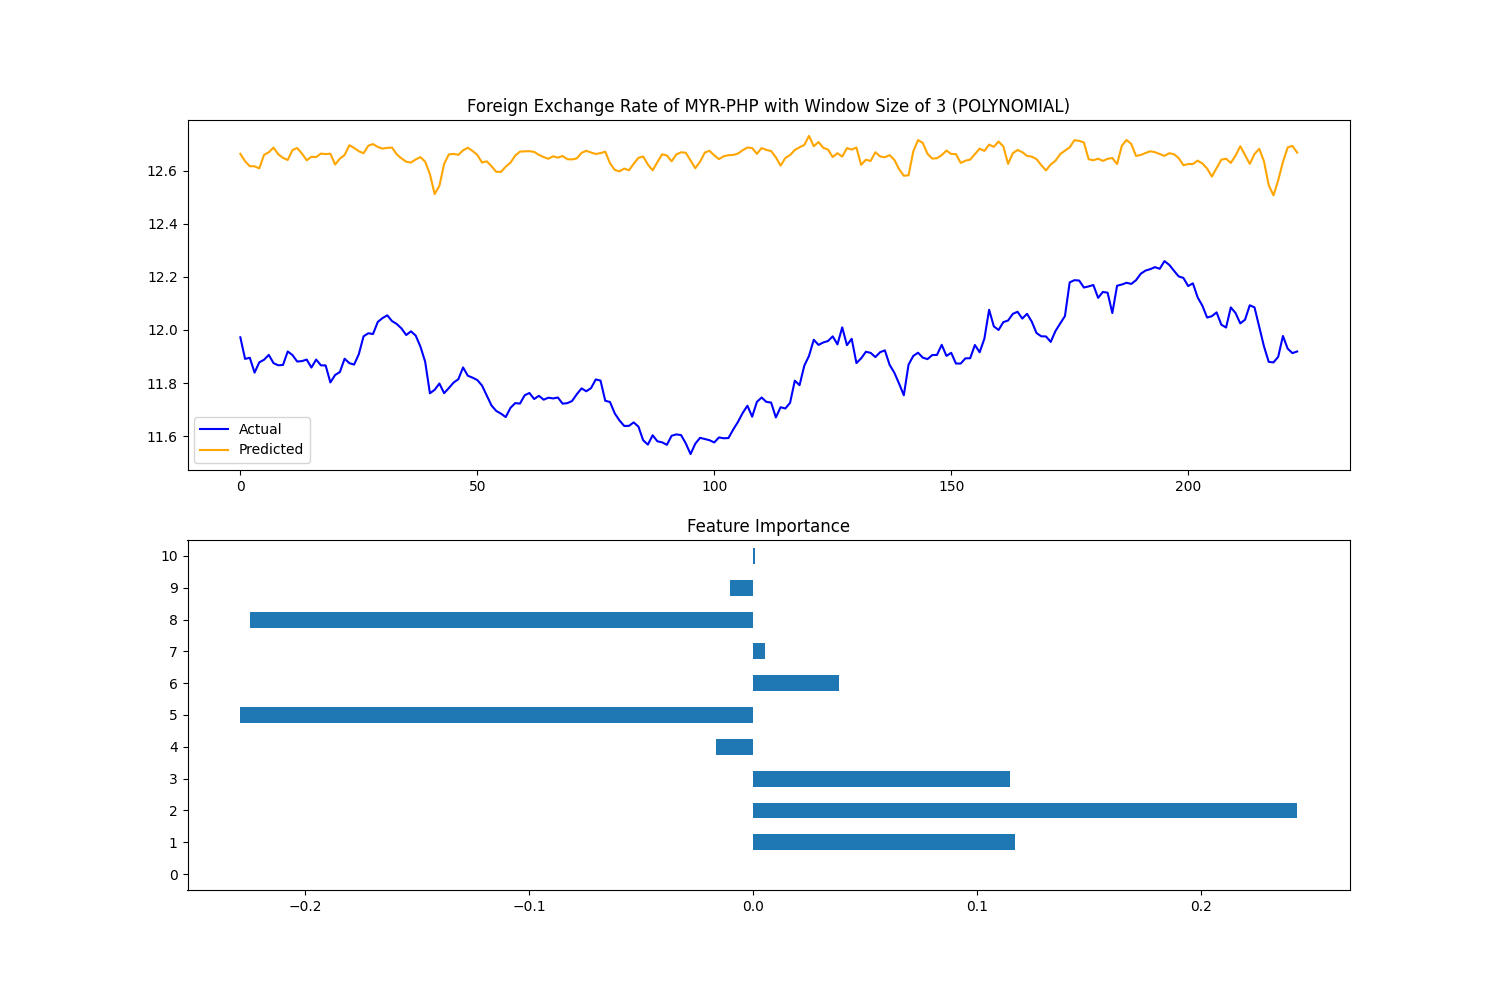 Foreign Exchange Rate of MYR-PHP with Window Size of 3 (POLYNOMIAL)
12.6
12.4
12.2
12.0
11.8
11.6
Actual
Predicted
0 50 100 150 200
Feature Importance
10
9
8
7
6
5
4
3
2
1
0
−0.2 −0.1 0.0 0.1 0.2